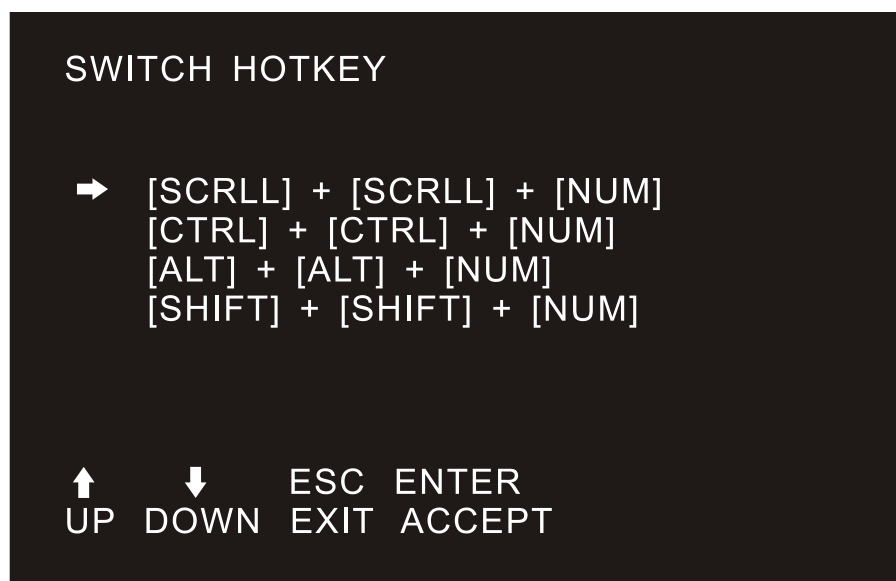 SWITCH HOTKEY
➡ [SCRLL] + [SCRLL] + [NUM]
[CTRL] + [CTRL] + [NUM]
[ALT] + [ALT] + [NUM]
[SHIFT] + [SHIFT] + [NUM]
⬆ ⬇ ESC ENTER
UP DOWN EXIT ACCEPT